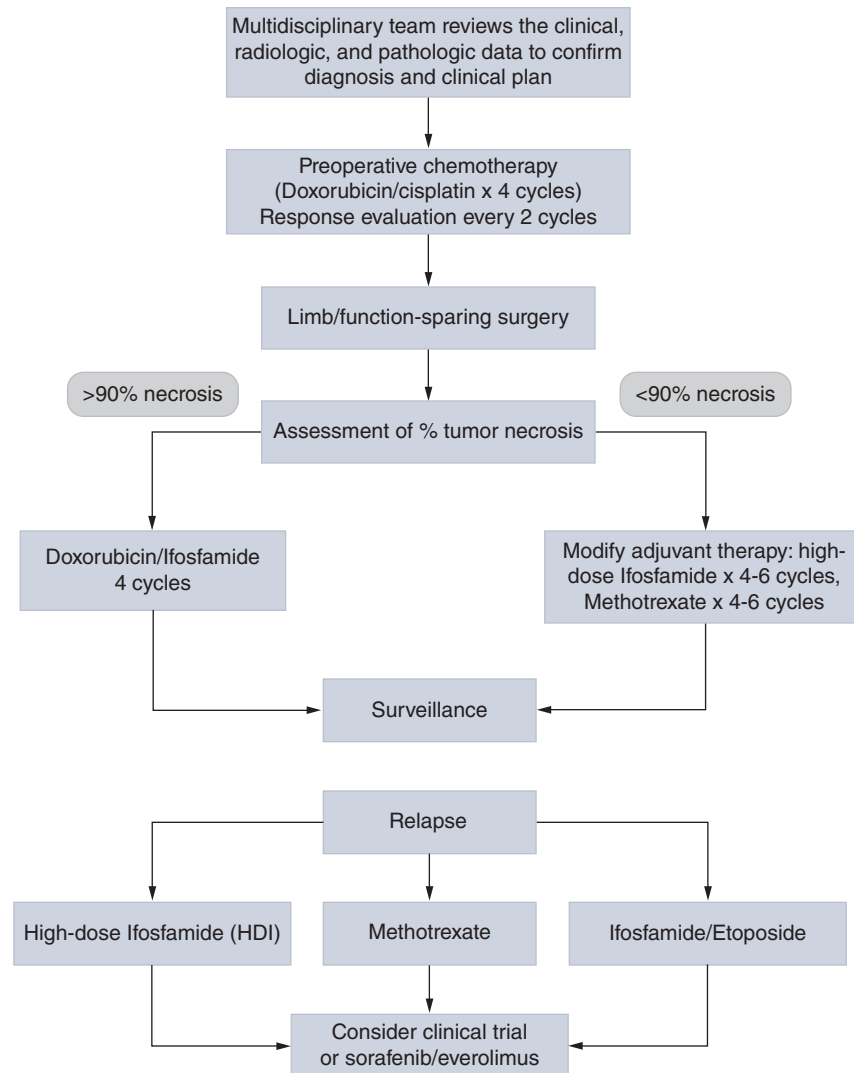 Multidisciplinary team reviews the clinical,
radiologic, and pathologic data to confirm
diagnosis and clinical plan
Preoperative chemotherapy
(Doxorubicin/cisplatin x 4 cycles)
Response evaluation every 2 cycles
Limb/function-sparing surgery
>90% necrosis
<90% necrosis
Assessment of % tumor necrosis
Doxorubicin/Ifosfamide
4 cycles
Modify adjuvant therapy: high-
dose Ifosfamide x 4-6 cycles,
Methotrexate x 4-6 cycles
Surveillance
Relapse
High-dose Ifosfamide (HDI)
Methotrexate
Ifosfamide/Etoposide
Consider clinical trial
or sorafenib/everolimus